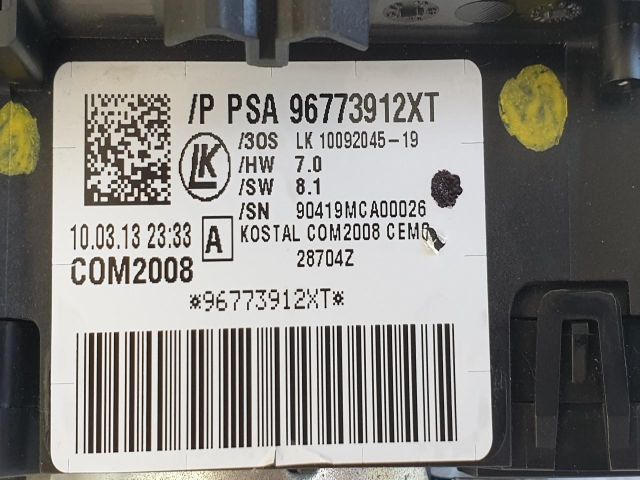 /P PSA 96773912XT
/3OS LK 10092045-19
LK
/HW 7.0
/SW 8.1
/SN 90419MCA00026
10.03.13 23:33 A KOSTAL COM2008
COM2008 28704Z
*96773912XT*